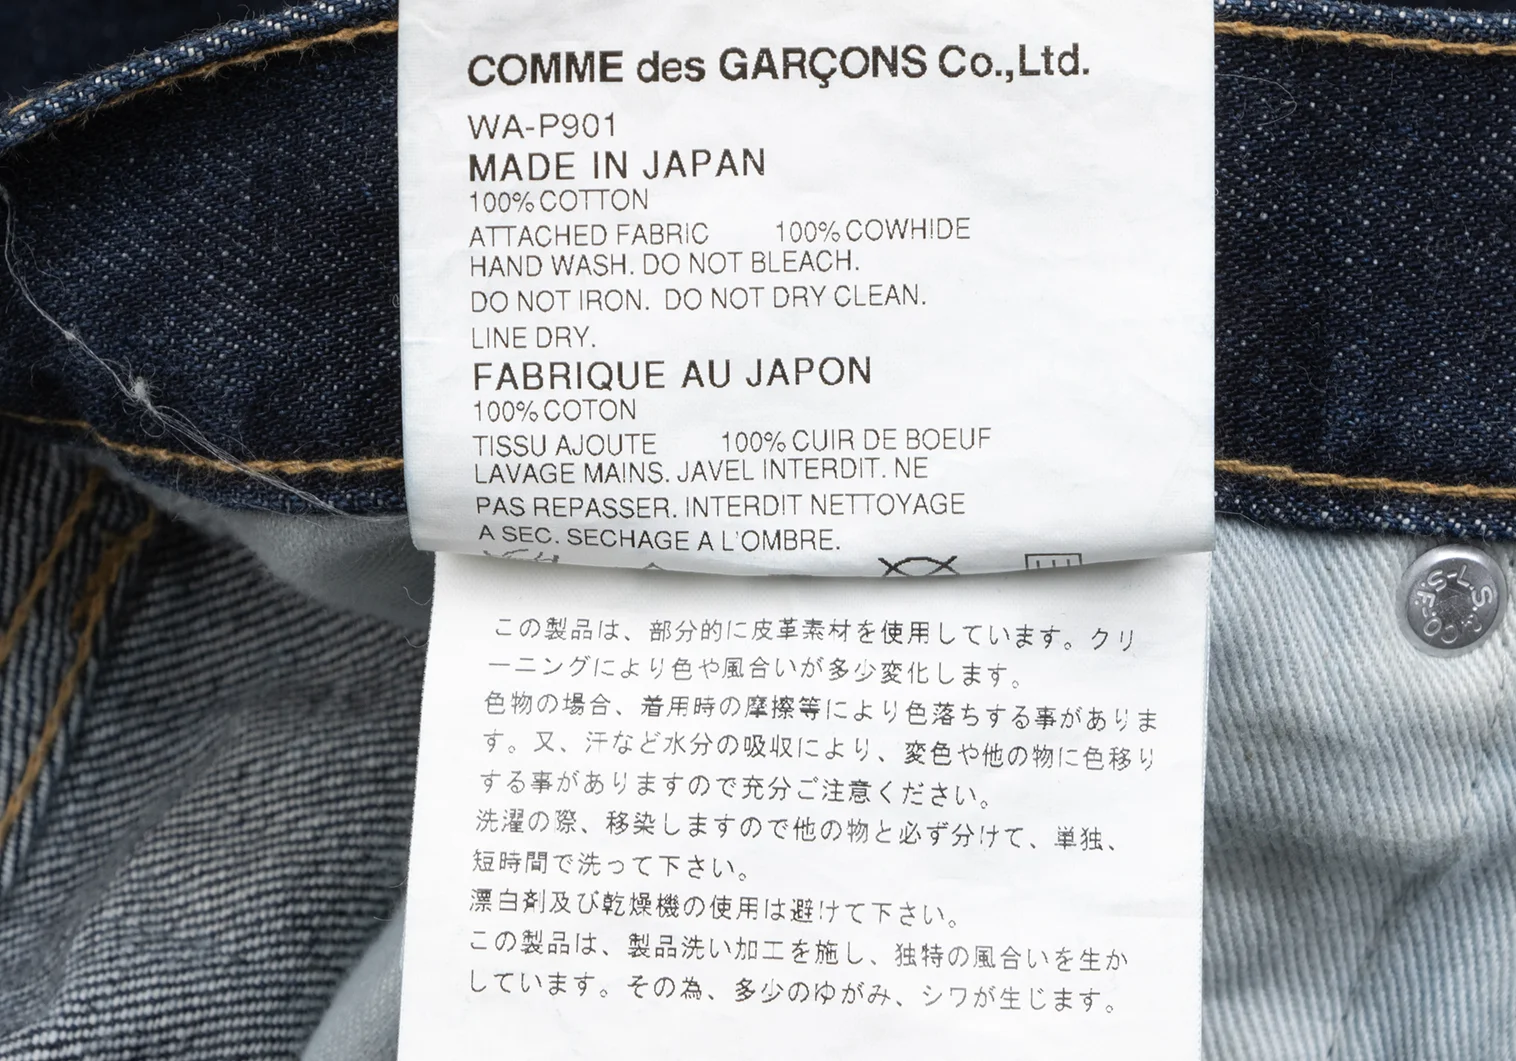 COMME des GARÇONS Co.,Ltd.
WA-P901
MADE IN JAPAN
100% COTTON
ATTACHED FABRIC 100% COWHIDE
HAND WASH. DO NOT BLEACH.
DO NOT IRON. DO NOT DRY CLEAN.
LINE DRY.
FABRIQUE AU JAPON
100% COTON
TISSU AJOUTE 100% CUIR DE BOEUF
LAVAGE MAINS. JAVEL INTERDIT. NE
PAS REPASSER. INTERDIT NETTOYAGE
A SEC. SECHAGE A L'OMBRE.
この製品は、部分的に皮革素材を使用しています。クリ
ーニングにより色や風合いが多少変化します。
色物の場合、着用時の摩擦等により色落ちする事がありま
す。又、汗など水分の吸収により、変色や他の物に色移り
する事がありますので充分ご注意ください。
洗濯の際、移染しますので他の物と必ず分けて、単独、
短時間で洗って下さい。
漂白剤及び乾燥機の使用は避けて下さい。
この製品は、製品洗い加工を施し、独特の風合いを生か
しています。その為、多少のゆがみ、シワが生じます。
L.S.
S.F.